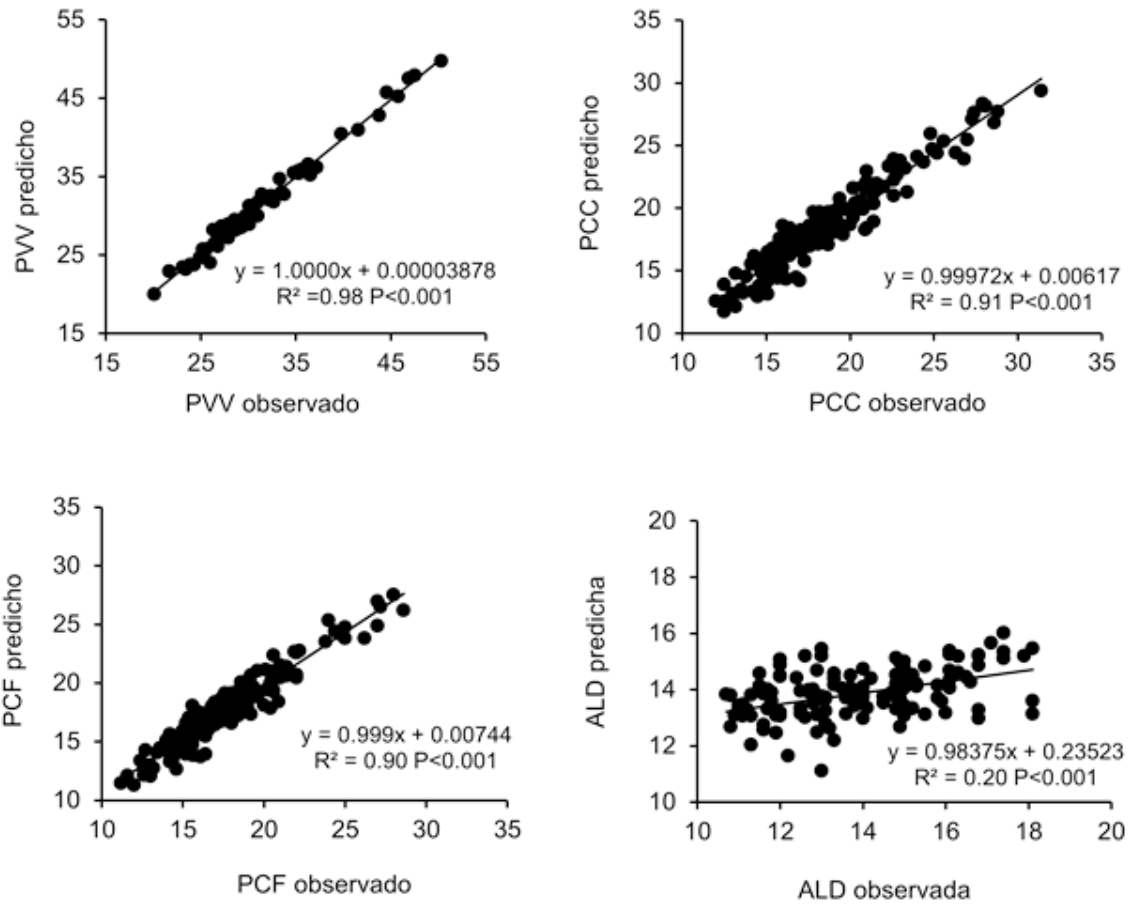 55
45
35
25
15
PVV predicho
y = 1.0000x + 0.00003878
R² =0.98 P<0.001
15 25 35 45 55
PVV observado
35
30
25
20
15
10
PCC predicho
y = 0.99972x + 0.00617
R² = 0.91 P<0.001
10 15 20 25 30 35
PCC observado
35
30
25
20
15
10
PCF predicho
y = 0.999x + 0.00744
R² = 0.90 P<0.001
10 15 20 25 30 35
PCF observado
20
18
16
14
12
10
ALD predicha
y = 0.98375x + 0.23523
R² = 0.20 P<0.001
10 12 14 16 18 20
ALD observada